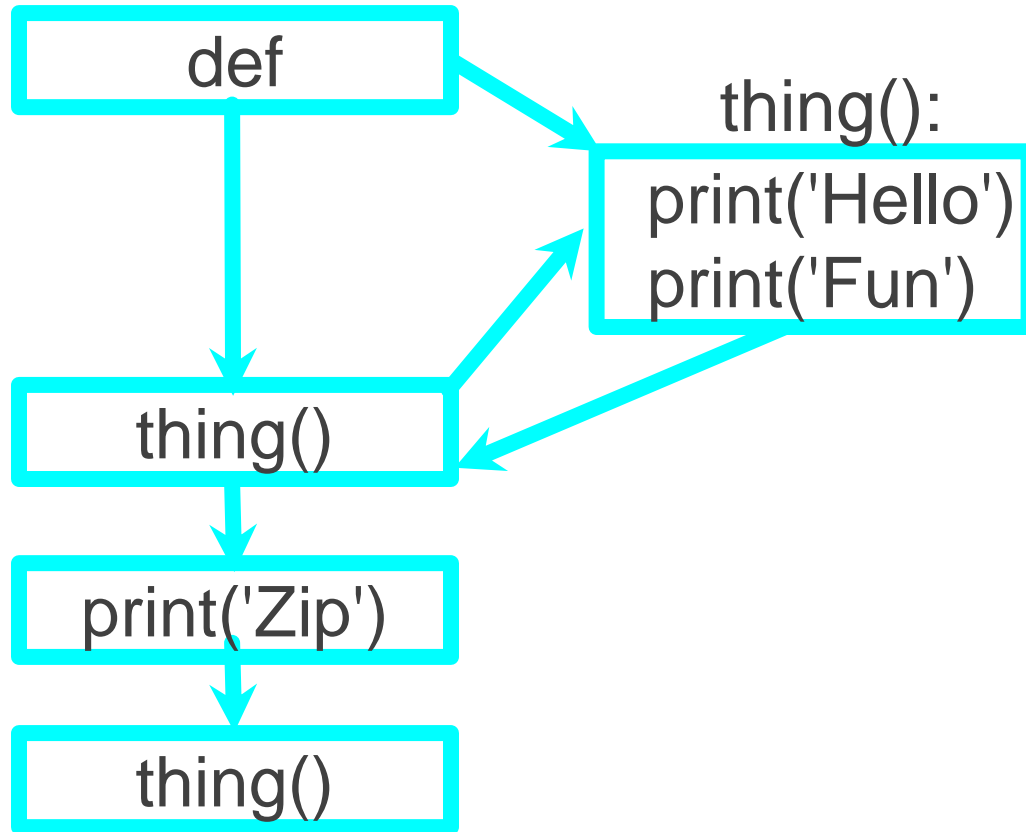 def
thing():
print('Hello')
print('Fun')
thing()
print('Zip')
thing()